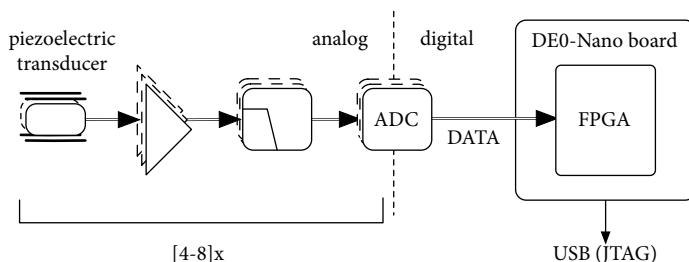 piezoelectric
transducer
analog
digital
DE0-Nano board
ADC
DATA
FPGA
[4-8]x
USB (JTAG)